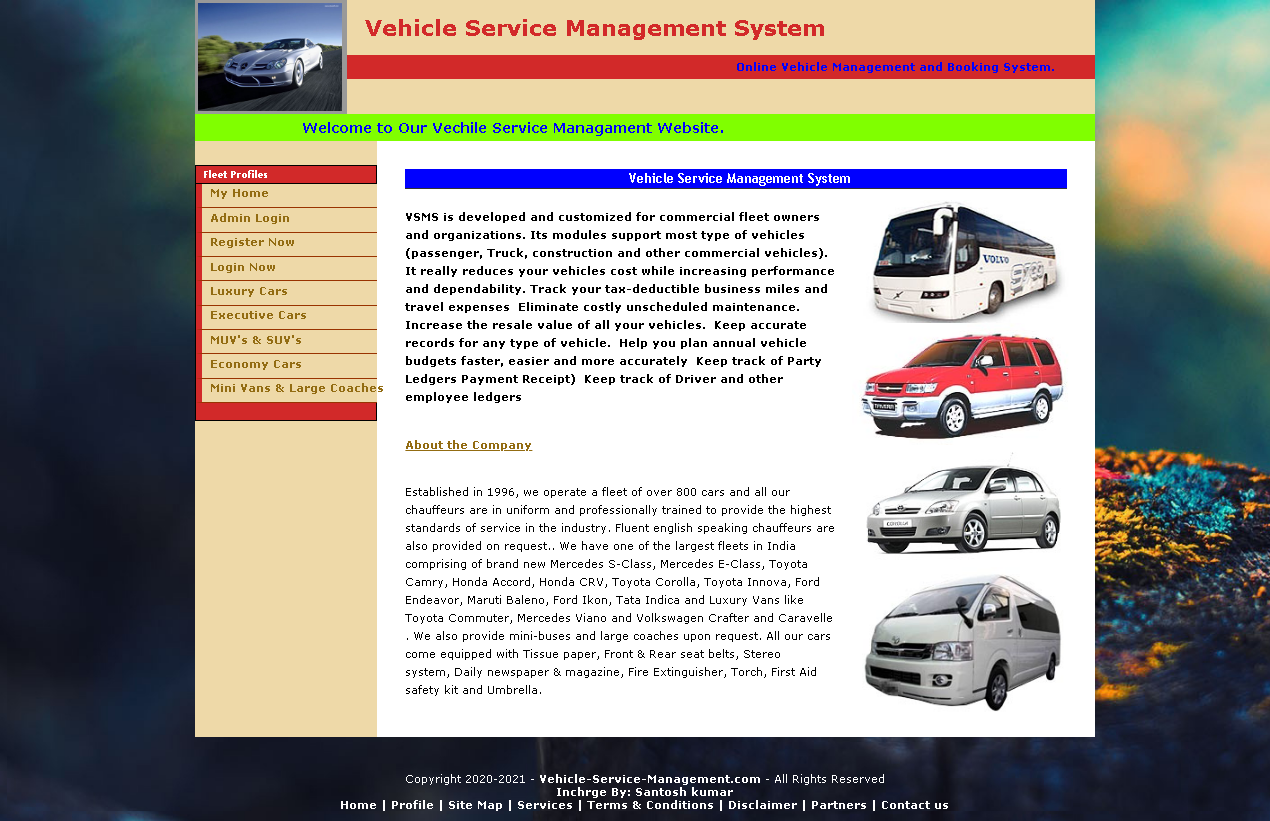 Vehicle Service Management System
Online Vehicle Management and Booking System.
Welcome to Our Vechile Service Managament Website.
Fleet Profiles
My Home
Admin Login
Register Now
Login Now
Luxury Cars
Executive Cars
MUV's & SUV's
Economy Cars
Mini Vans & Large Coaches
Vehicle Service Management System
VSMS is developed and customized for commercial fleet owners
and organizations. Its modules support most type of vehicles
(passenger, Truck, construction and other commercial vehicles).
It really reduces your vehicles cost while increasing performance
and dependability. Track your tax-deductible business miles and
travel expenses  Eliminate costly unscheduled maintenance.
Increase the resale value of all your vehicles.  Keep accurate
records for any type of vehicle.  Help you plan annual vehicle
budgets faster, easier and more accurately  Keep track of Party
Ledgers Payment Receipt)  Keep track of Driver and other
employee ledgers
VOLVO
COROLLA
About the Company
Established in 1996, we operate a fleet of over 800 cars and all our
chauffeurs are in uniform and professionally trained to provide the highest
standards of service in the industry. Fluent english speaking chauffeurs are
also provided on request.. We have one of the largest fleets in India
comprising of brand new Mercedes S-Class, Mercedes E-Class, Toyota
Camry, Honda Accord, Honda CRV, Toyota Corolla, Toyota Innova, Ford
Endeavor, Maruti Baleno, Ford Ikon, Tata Indica and Luxury Vans like
Toyota Commuter, Mercedes Viano and Volkswagen Crafter and Caravelle
. We also provide mini-buses and large coaches upon request. All our cars
come equipped with Tissue paper, Front & Rear seat belts, Stereo
system, Daily newspaper & magazine, Fire Extinguisher, Torch, First Aid
safety kit and Umbrella.
Copyright 2020-2021 - Vehicle-Service-Management.com - All Rights Reserved
Inchrge By: Santosh kumar
Home | Profile | Site Map | Services | Terms & Conditions | Disclaimer | Partners | Contact us